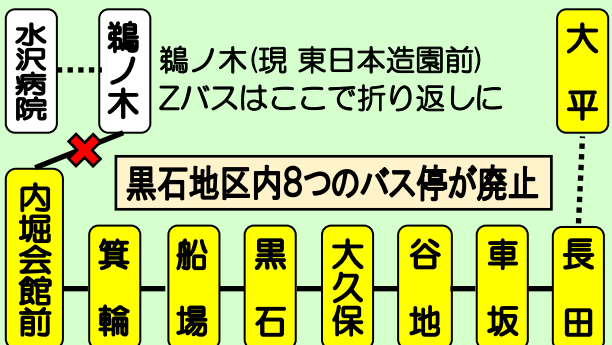 水沢病院
鵜ノ木
鵜ノ木(現 東日本造園前)
Zバスはここで折り返しに
大平
黒石地区内8つのバス停が廃止
内堀会館前
箕輪
船場
黒石
大久保
谷地
車坂
長田